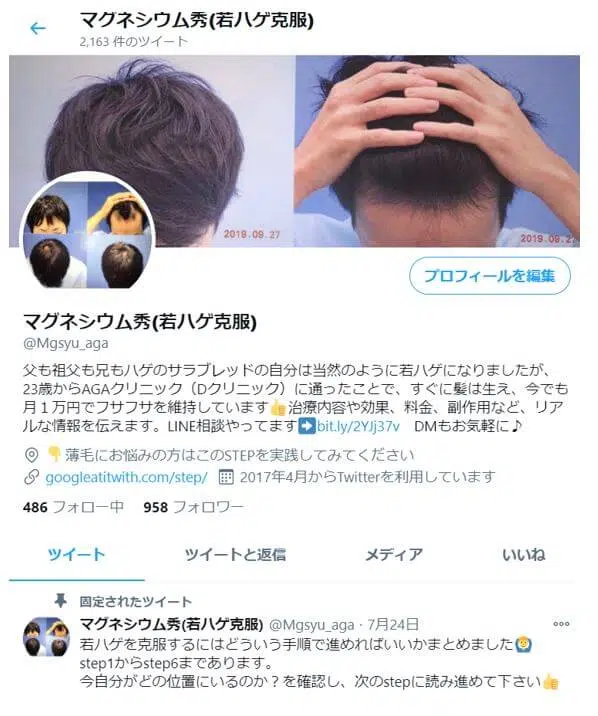 マグネシウム秀(若ハゲ克服)
2,163 件のツイート
2019.09.27
2019.09.27
プロフィールを編集
マグネシウム秀(若ハゲ克服)
@Mgsyu_aga
父も祖父も兄もハゲのサラブレッドの自分は当然のように若ハゲになりましたが、
23歳からAGAクリニック（Dクリニック）に通ったことで、すぐに髪は生え、今でも
月１万円でフサフサを維持しています👍治療内容や効果、料金、副作用など、リア
ルな情報を伝えます。LINE相談やってます➡bit.ly/2YJj37v　DMもお気軽に♪
👇薄毛にお悩みの方はこのSTEPを実践してみてください
googleatitwith.com/step/ 2017年4月からTwitterを利用しています
486 フォロー中 958 フォロワー
ツイート ツイートと返信 メディア いいね
固定されたツイート
マグネシウム秀(若ハゲ克服) @Mgsyu_aga · 7月24日
若ハゲを克服するにはどういう手順で進めればいいかまとめました🙆‍♂️
step1からstep6まであります。
今自分がどの位置にいるのか？を確認し、次のstepに読み進めて下さい👍